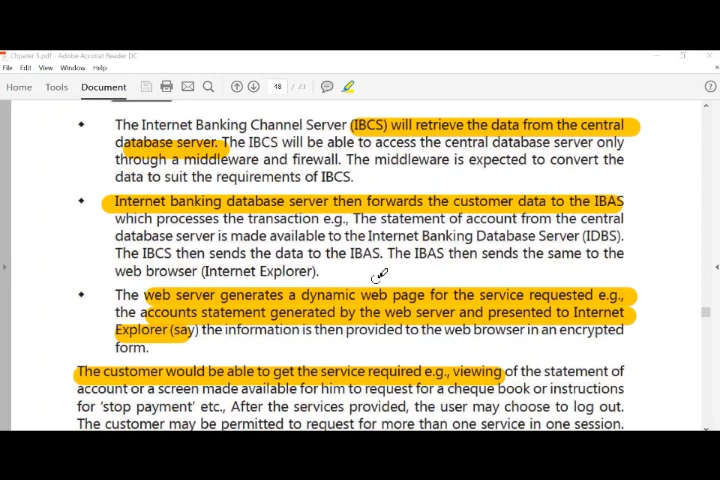 Chpater 5.pdf - Adobe Acrobat Reader DC
File Edit View Window Help
Home Tools Document 48 / 73
The Internet Banking Channel Server (IBCS) will retrieve the data from the central
database server. The IBCS will be able to access the central database server only
through a middleware and firewall. The middleware is expected to convert the
data to suit the requirements of IBCS.
Internet banking database server then forwards the customer data to the IBAS
which processes the transaction e.g., The statement of account from the central
database server is made available to the Internet Banking Database Server (IDBS).
The IBCS then sends the data to the IBAS. The IBAS then sends the same to the
web browser (Internet Explorer).
The web server generates a dynamic web page for the service requested e.g.,
the accounts statement generated by the web server and presented to Internet
Explorer (say) the information is then provided to the web browser in an encrypted
form.
The customer would be able to get the service required e.g., viewing of the statement of
account or a screen made available for him to request for a cheque book or instructions
for 'stop payment' etc., After the services provided, the user may choose to log out.
The customer may be permitted to request for more than one service in one session.